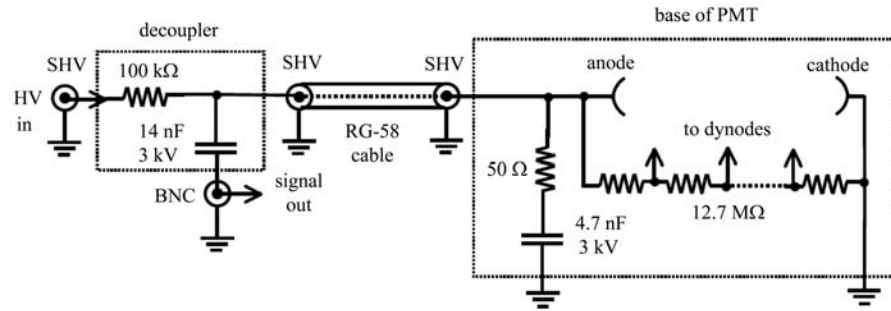 base of PMT
decoupler
SHV
100 kΩ
SHV
SHV
anode
cathode
HV
in
14 nF
3 kV
RG-58
cable
to dynodes
50 Ω
BNC
signal
out
4.7 nF
3 kV
12.7 MΩ